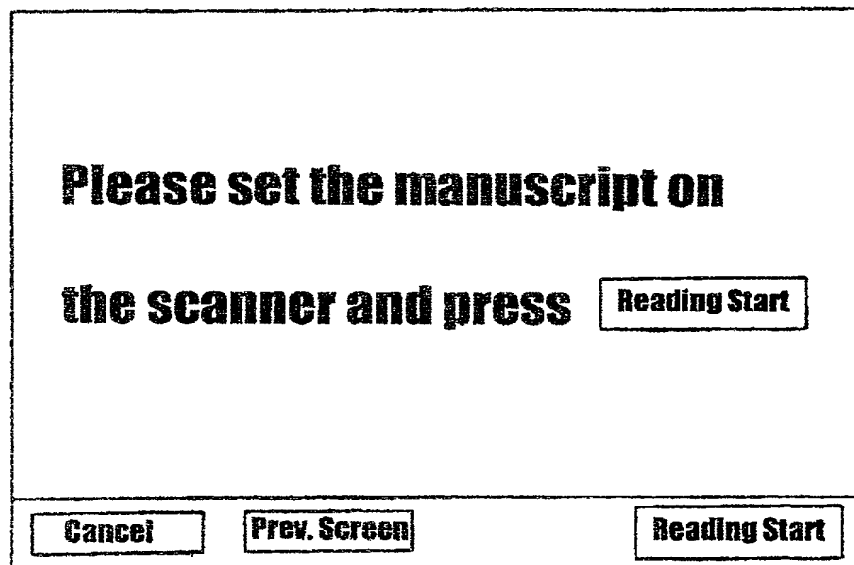 Please set the manuscript on
the scanner and press Reading Start
Cancel Prev. Screen Reading Start